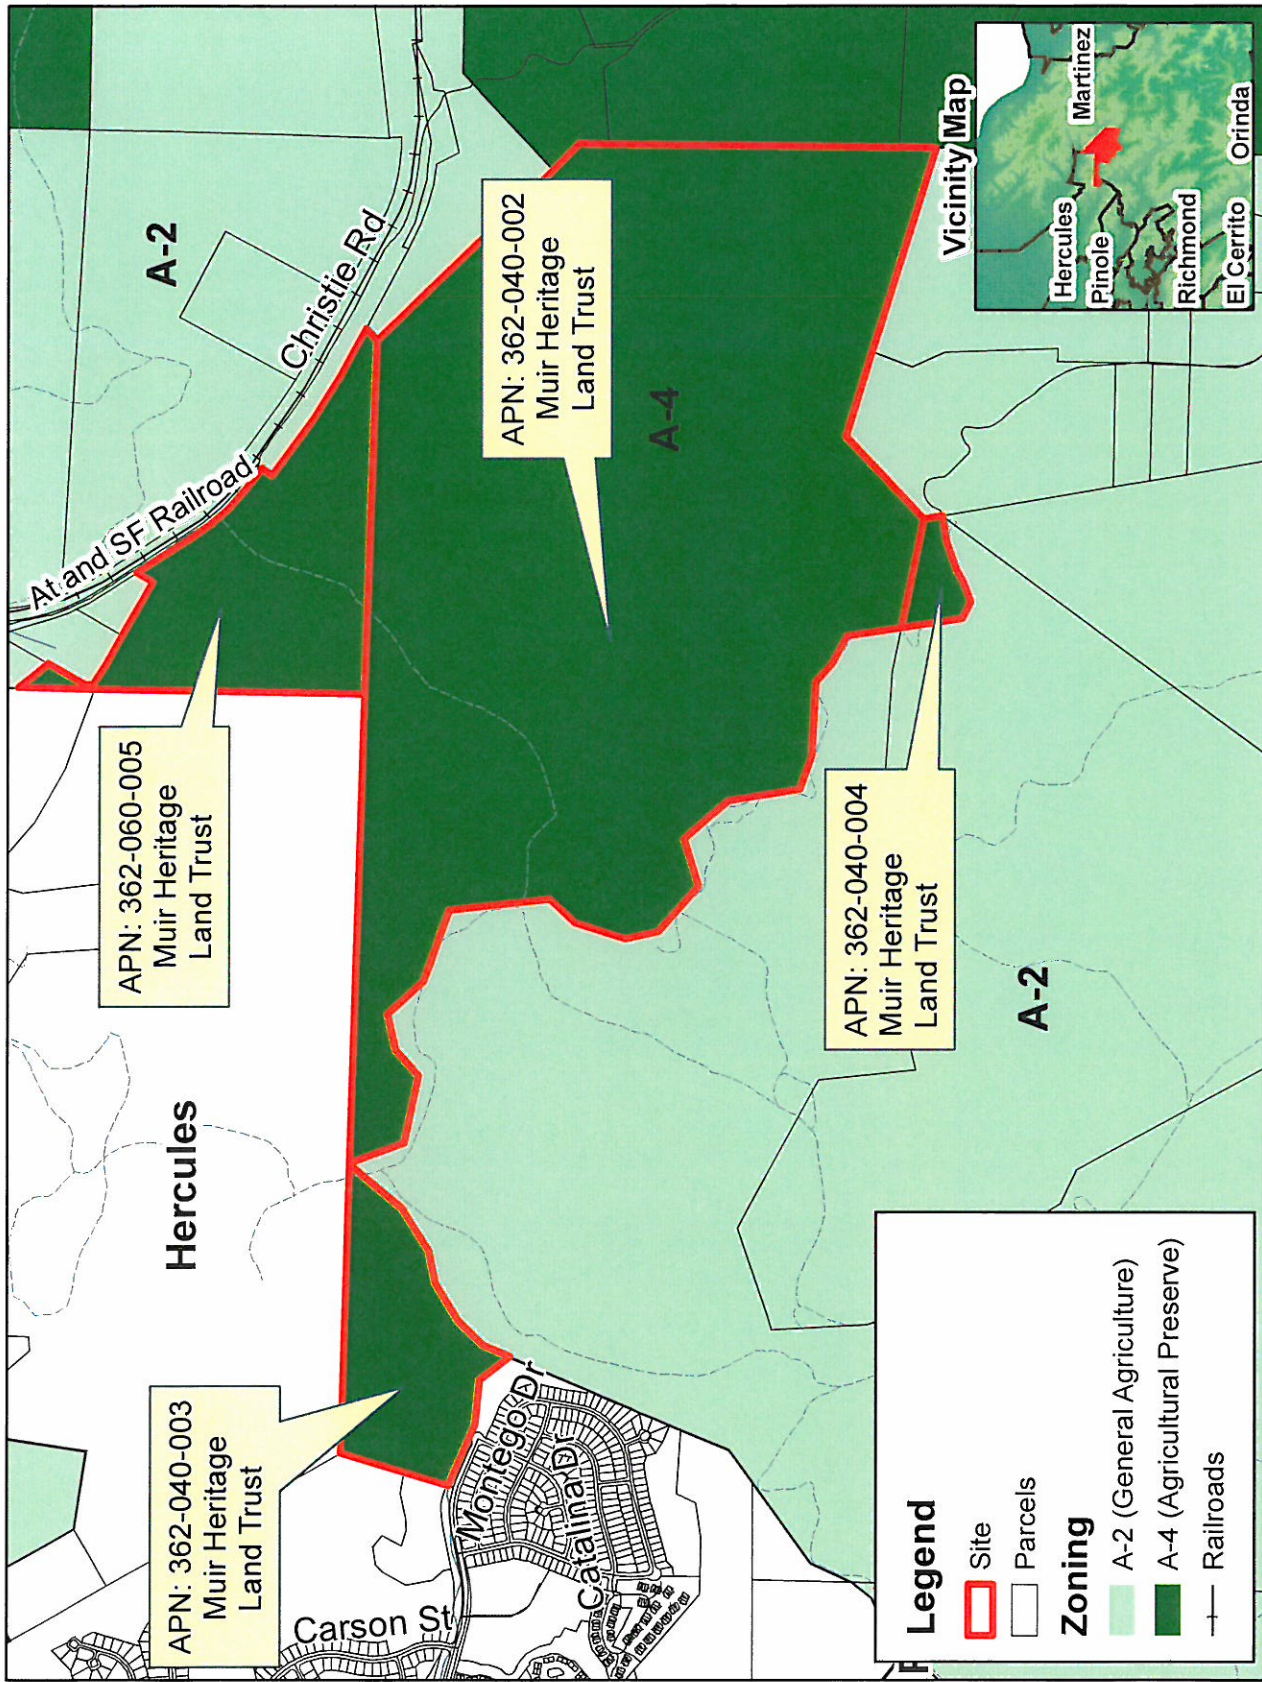 At and SF Railroad
Christie Rd
A-2
APN: 362-060-005
Muir Heritage
Land Trust
Hercules
APN: 362-040-002
Muir Heritage
Land Trust
A-4
APN: 362-040-003
Muir Heritage
Land Trust
Carson St
Montego Dr
Catalina Dr
APN: 362-040-004
Muir Heritage
Land Trust
A-2
Legend
Site
Parcels
Zoning
A-2 (General Agriculture)
A-4 (Agricultural Preserve)
Railroads
Vicinity Map
Hercules
Martinez
Pinole
Richmond
El Cerrito
Orinda